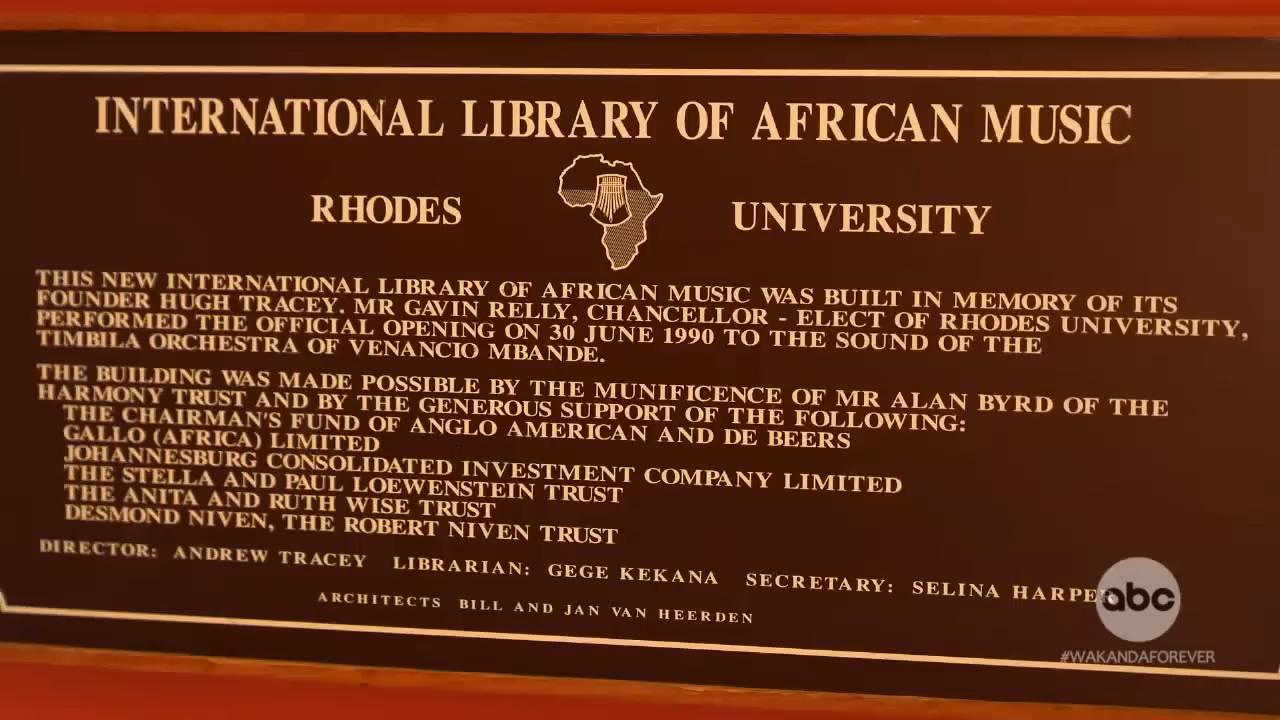 INTERNATIONAL LIBRARY OF AFRICAN MUSIC
RHODES UNIVERSITY
THIS NEW INTERNATIONAL LIBRARY OF AFRICAN MUSIC WAS BUILT IN MEMORY OF ITS
FOUNDER HUGH TRACEY. MR GAVIN RELLY, CHANCELLOR - ELECT OF RHODES UNIVERSITY,
PERFORMED THE OFFICIAL OPENING ON 30 JUNE 1990 TO THE SOUND OF THE
TIMBILA ORCHESTRA OF VENANCIO MBANDE.
THE BUILDING WAS MADE POSSIBLE BY THE MUNIFICENCE OF MR ALAN BYRD OF THE
HARMONY TRUST AND BY THE GENEROUS SUPPORT OF THE FOLLOWING:
THE CHAIRMAN'S FUND OF ANGLO AMERICAN AND DE BEERS
GALLO (AFRICA) LIMITED
JOHANNESBURG CONSOLIDATED INVESTMENT COMPANY LIMITED
THE STELLA AND PAUL LOEWENSTEIN TRUST
THE ANITA AND RUTH WISE TRUST
DESMOND NIVEN, THE ROBERT NIVEN TRUST
DIRECTOR: ANDREW TRACEY LIBRARIAN: GEGE KEKANA SECRETARY: SELINA HARPER
ARCHITECTS BILL AND JAN VAN HEERDEN
abc
#WAKANDAFOREVER